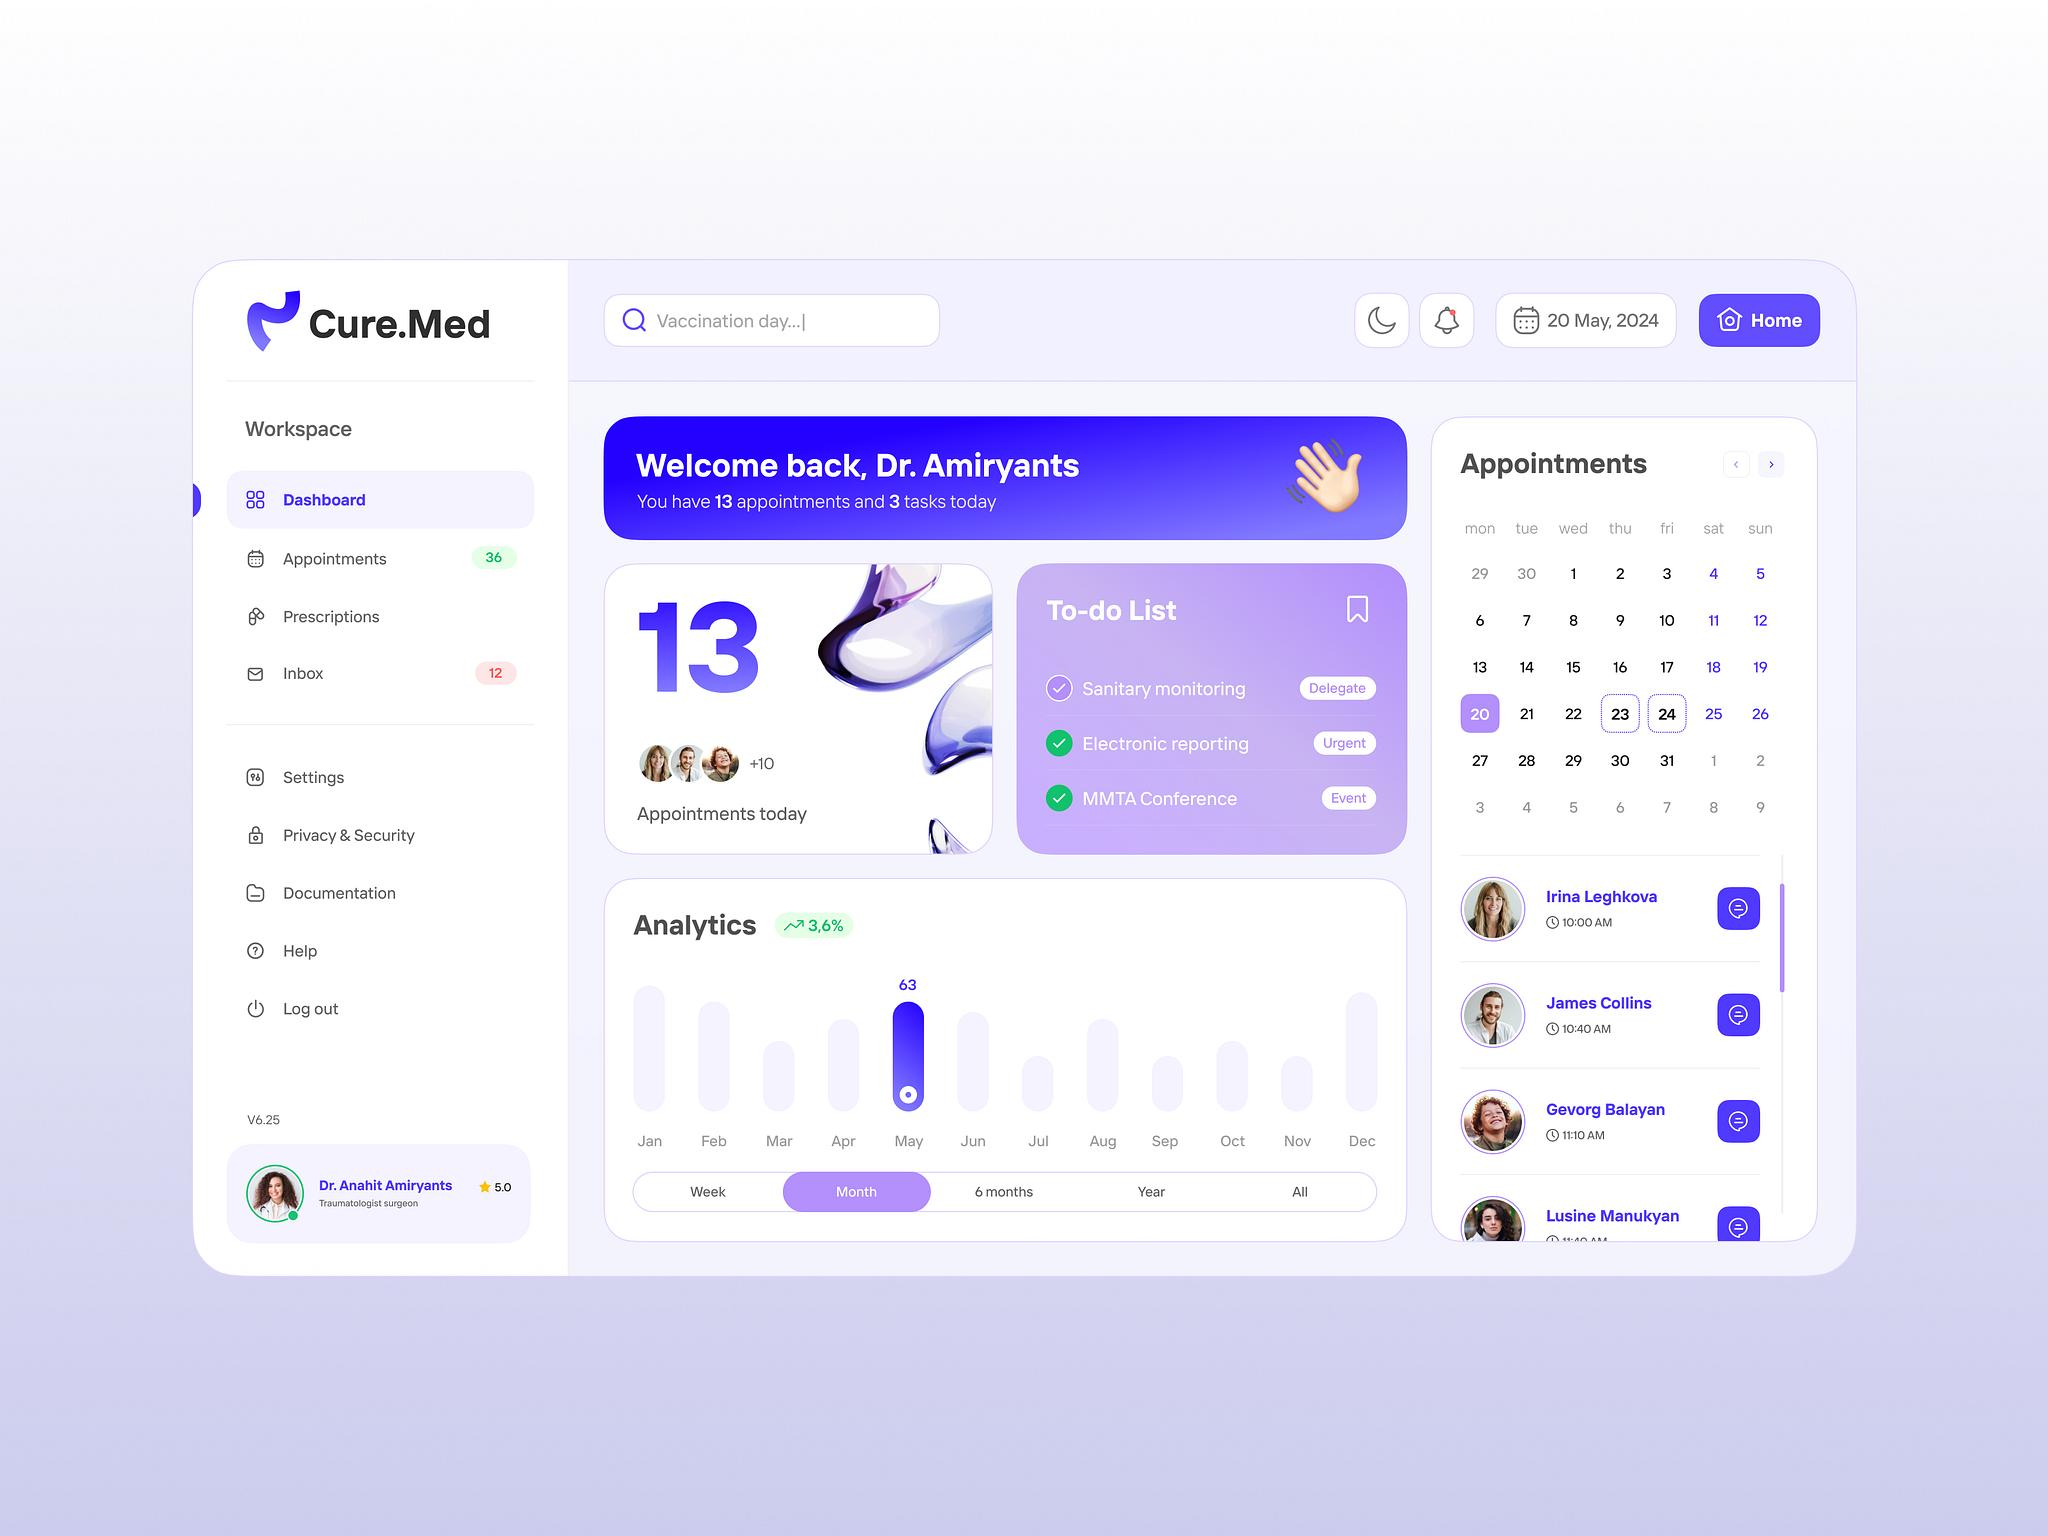 Cure.Med
Vaccination day...|
20 May, 2024
Home
Workspace
Dashboard
Appointments 36
Prescriptions
Inbox 12
Settings
Privacy & Security
Documentation
Help
Log out
V6.25
Dr. Anahit Amiryants
Traumatologist surgeon
5.0
Welcome back, Dr. Amiryants
You have 13 appointments and 3 tasks today
13
+10
Appointments today
To-do List
Sanitary monitoring Delegate
Electronic reporting Urgent
MMTA Conference Event
Analytics 3,6%
63
Jan Feb Mar Apr May Jun Jul Aug Sep Oct Nov Dec
Week Month 6 months Year All
Appointments
mon tue wed thu fri sat sun
29 30 1 2 3 4 5
6 7 8 9 10 11 12
13 14 15 16 17 18 19
20 21 22 23 24 25 26
27 28 29 30 31 1 2
3 4 5 6 7 8 9
Irina Leghkova
10:00 AM
James Collins
10:40 AM
Gevorg Balayan
11:10 AM
Lusine Manukyan